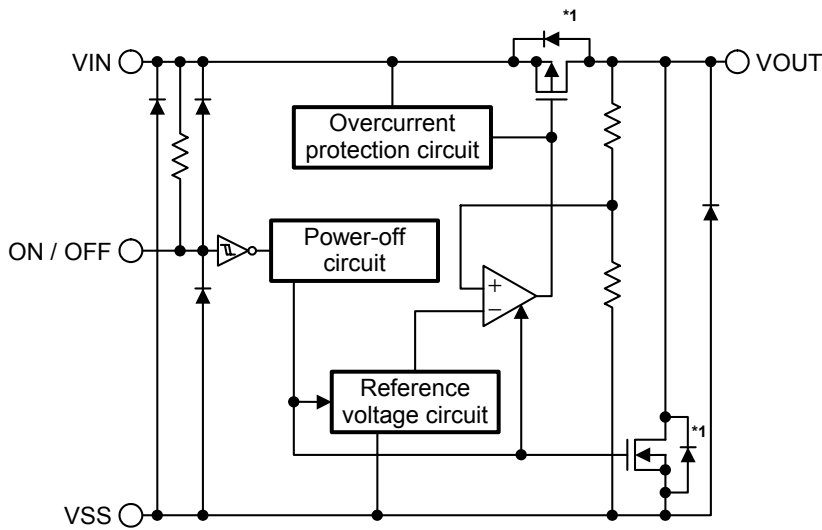 *1
VIN
VOUT
Overcurrent
protection circuit
ON / OFF
Power-off
circuit
+
−
Reference
voltage circuit
*1
VSS